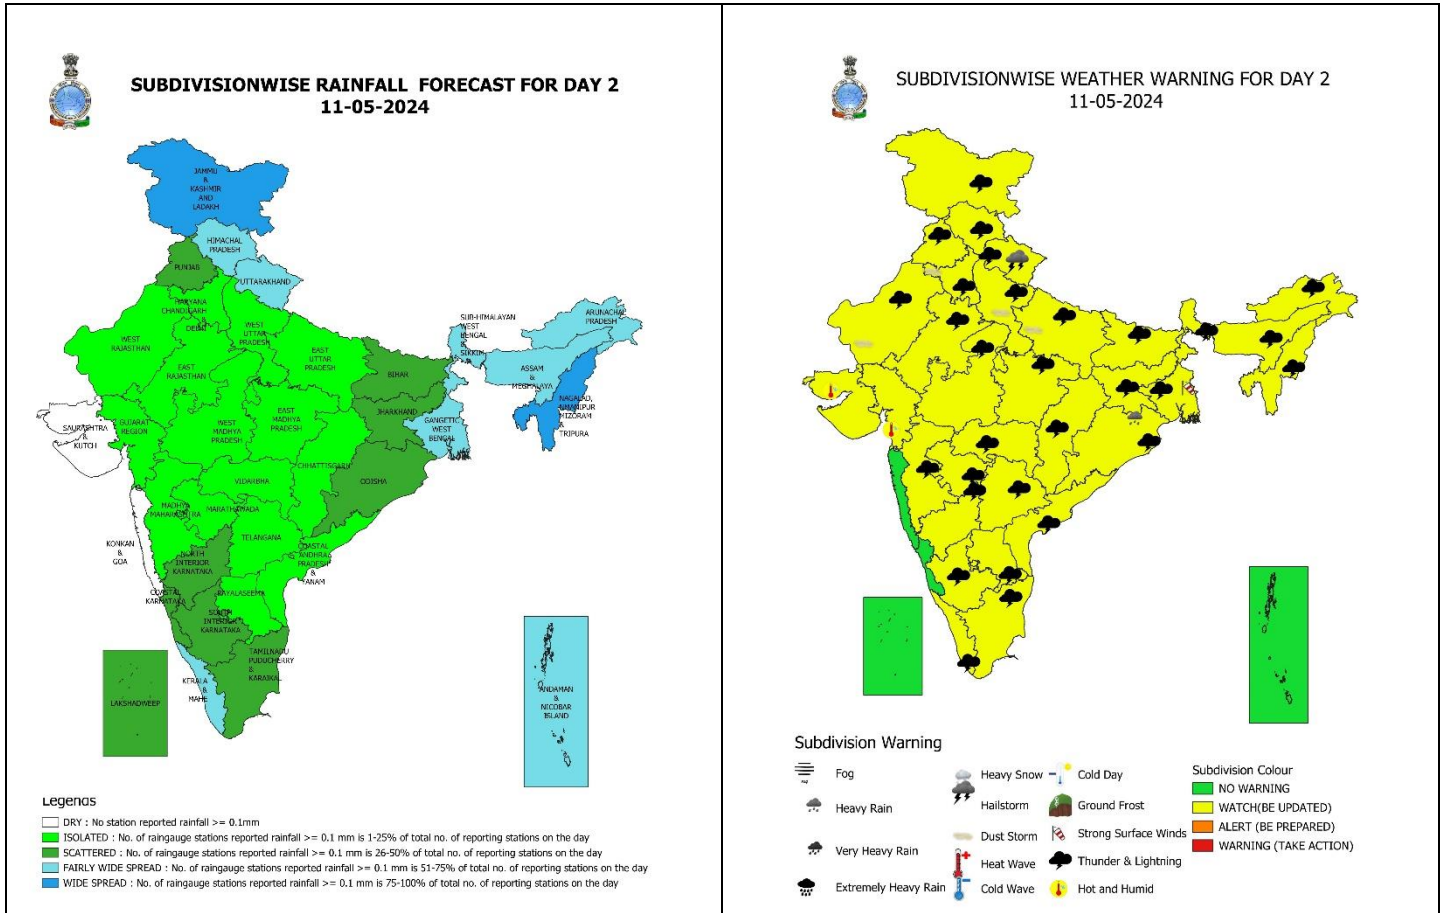 SUBDIVISIONWISE RAINFALL FORECAST FOR DAY 2
11-05-2024
JAMMU
&
KASHMIR
AND
LADAKH
HIMACHAL
PRADESH
PUNJAB
UTTARAKHAND
HARYANA
CHANDIGARH
&
DELHI
WEST
UTTAR
PRADESH
WEST
RAJASTHAN
EAST
UTTAR
PRADESH
EAST
RAJASTHAN
SUB-HIMALAYAN
WEST
BENGAL
&
SIKKIM
ARUNACHAL
PRADESH
ASSAM
&
MEGHALAYA
NAGALAD,
MANIPUR
MIZORAM
&
TRIPURA
BIHAR
JHARKHAND
GANGETIC
WEST
BENGAL
SAURASHTRA
&
KUTCH
GUJARAT
REGION
WEST
MADHYA
PRADESH
EAST
MADHYA
PRADESH
CHHATTISGARH
ODISHA
VIDARBHA
MADHYA
MAHARASHTRA
MARATHAWADA
TELANGANA
KONKAN
&
GOA
NORTH
INTERIOR
KARNATAKA
COASTAL
ANDHRA
PRADESH
&
YANAM
COASTAL
KARNATAKA
RAYALASEEMA
SOUTH
INTERIOR
KARNATAKA
TAMILNADU
PUDUCHERRY
&
KARAIKAL
KERALA
&
MAHE
LAKSHADWEEP
ANDAMAN
&
NICOBAR
ISLAND
Legends
DRY : No station reported rainfall >= 0.1mm
ISOLATED : No. of raingauge stations reported rainfall >= 0.1 mm is 1-25% of total no. of reporting stations on the day
SCATTERED : No. of raingauge stations reported rainfall >= 0.1 mm is 26-50% of total no. of reporting stations on the day
FAIRLY WIDE SPREAD : No. of raingauge stations reported rainfall >= 0.1 mm is 51-75% of total no. of reporting stations on the day
WIDE SPREAD : No. of raingauge stations reported rainfall >= 0.1 mm is 75-100% of total no. of reporting stations on the day
SUBDIVISIONWISE WEATHER WARNING FOR DAY 2
11-05-2024
Subdivision Warning
Fog
Heavy Rain
Very Heavy Rain
Extremely Heavy Rain
Heavy Snow
Hailstorm
Dust Storm
Heat Wave
Cold Wave
Cold Day
Ground Frost
Strong Surface Winds
Thunder & Lightning
Hot and Humid
Subdivision Colour
NO WARNING
WATCH(BE UPDATED)
ALERT (BE PREPARED)
WARNING (TAKE ACTION)